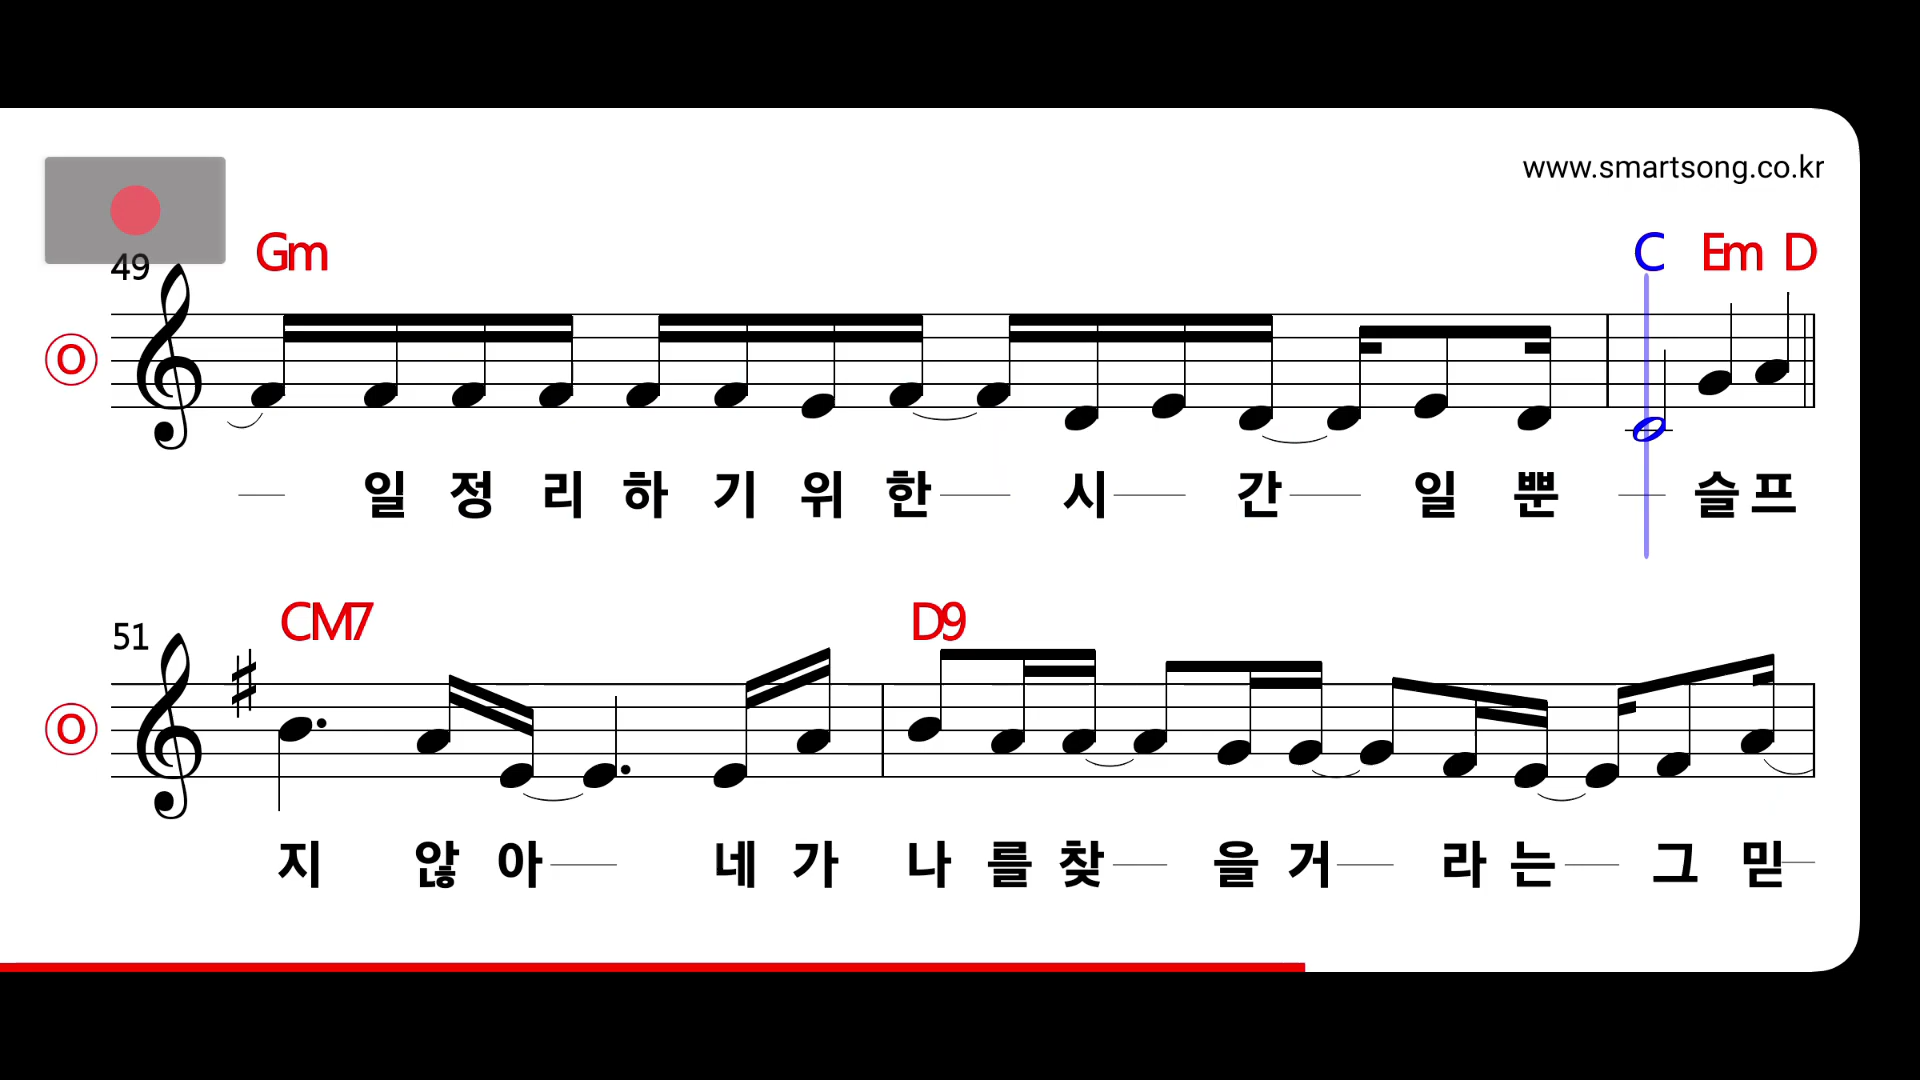 www.smartsong.co.kr
Gm C Em D
49
O
일 정 리 하 기 위 한 시 간 일 뿐 슬 프
CM7 D9
51
O
지 않 아 네 가 나 를 찾 을 거 라 는 그 믿